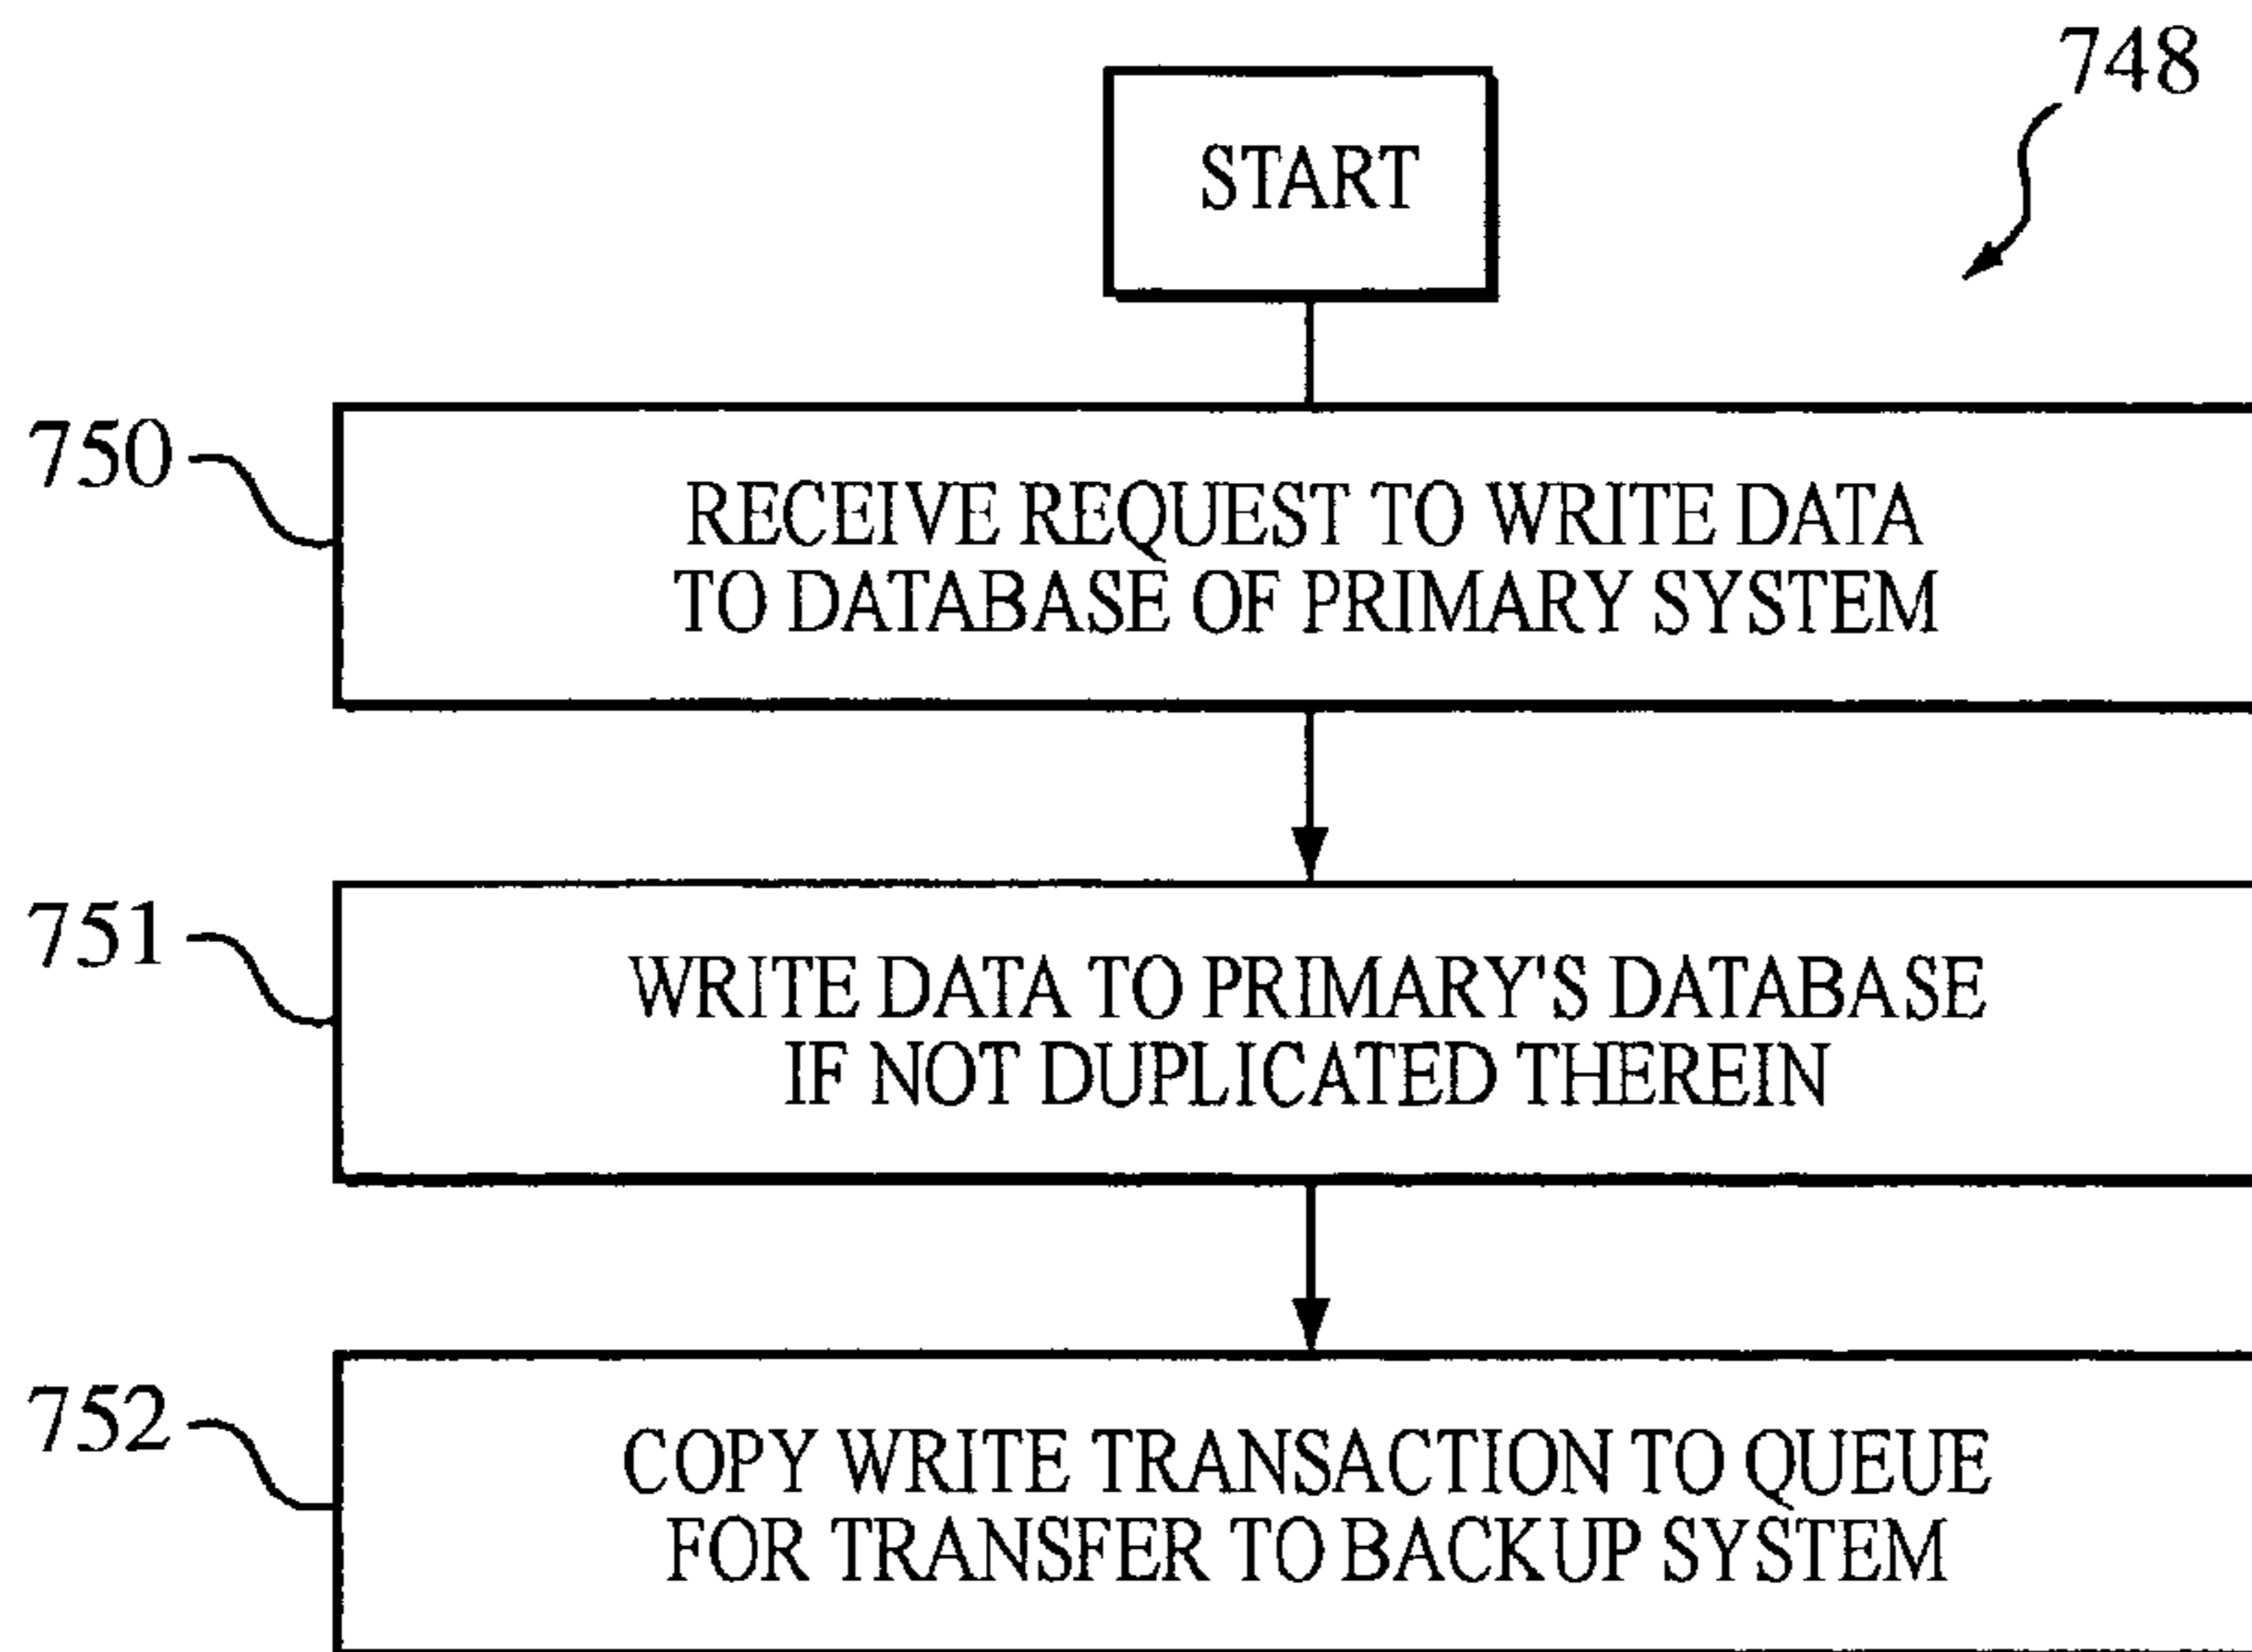 748
START
750
RECEIVE REQUEST TO WRITE DATA
TO DATABASE OF PRIMARY SYSTEM
751
WRITE DATA TO PRIMARY'S DATABASE
IF NOT DUPLICATED THEREIN
752
COPY WRITE TRANSACTION TO QUEUE
FOR TRANSFER TO BACKUP SYSTEM